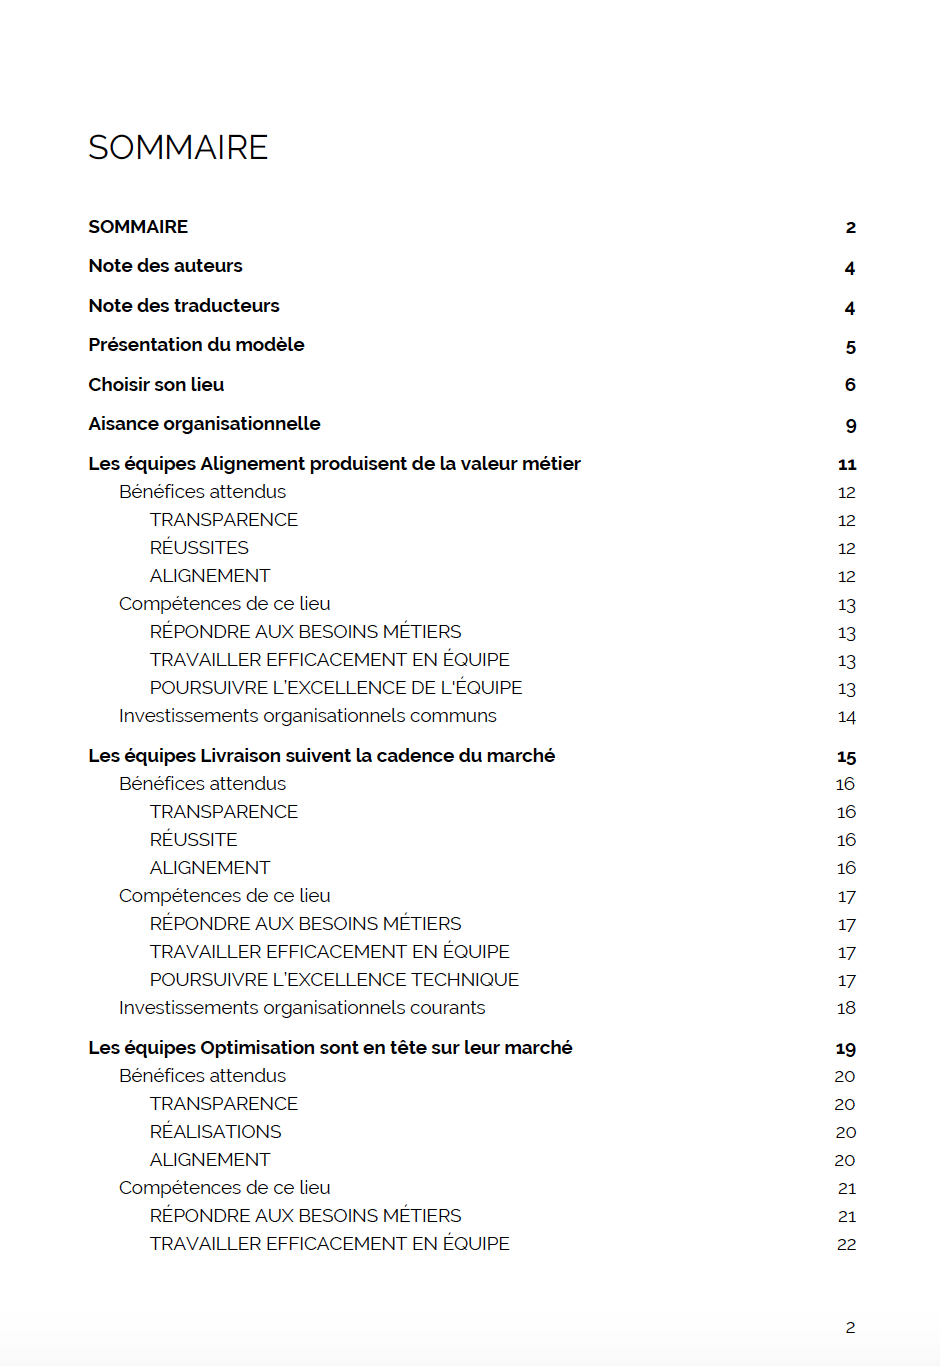 SOMMAIRE
SOMMAIRE 2
Note des auteurs 4
Note des traducteurs 4
Présentation du modèle 5
Choisir son lieu 6
Aisance organisationnelle 9
Les équipes Alignement produisent de la valeur métier 11
Bénéfices attendus 12
TRANSPARENCE 12
RÉUSSITES 12
ALIGNEMENT 12
Compétences de ce lieu 13
RÉPONDRE AUX BESOINS MÉTIERS 13
TRAVAILLER EFFICACEMENT EN ÉQUIPE 13
POURSUIVRE L’EXCELLENCE DE L'ÉQUIPE 13
Investissements organisationnels communs 14
Les équipes Livraison suivent la cadence du marché 15
Bénéfices attendus 16
TRANSPARENCE 16
RÉUSSITE 16
ALIGNEMENT 16
Compétences de ce lieu 17
RÉPONDRE AUX BESOINS MÉTIERS 17
TRAVAILLER EFFICACEMENT EN ÉQUIPE 17
POURSUIVRE L’EXCELLENCE TECHNIQUE 17
Investissements organisationnels courants 18
Les équipes Optimisation sont en tête sur leur marché 19
Bénéfices attendus 20
TRANSPARENCE 20
RÉALISATIONS 20
ALIGNEMENT 20
Compétences de ce lieu 21
RÉPONDRE AUX BESOINS MÉTIERS 21
TRAVAILLER EFFICACEMENT EN ÉQUIPE 22
2